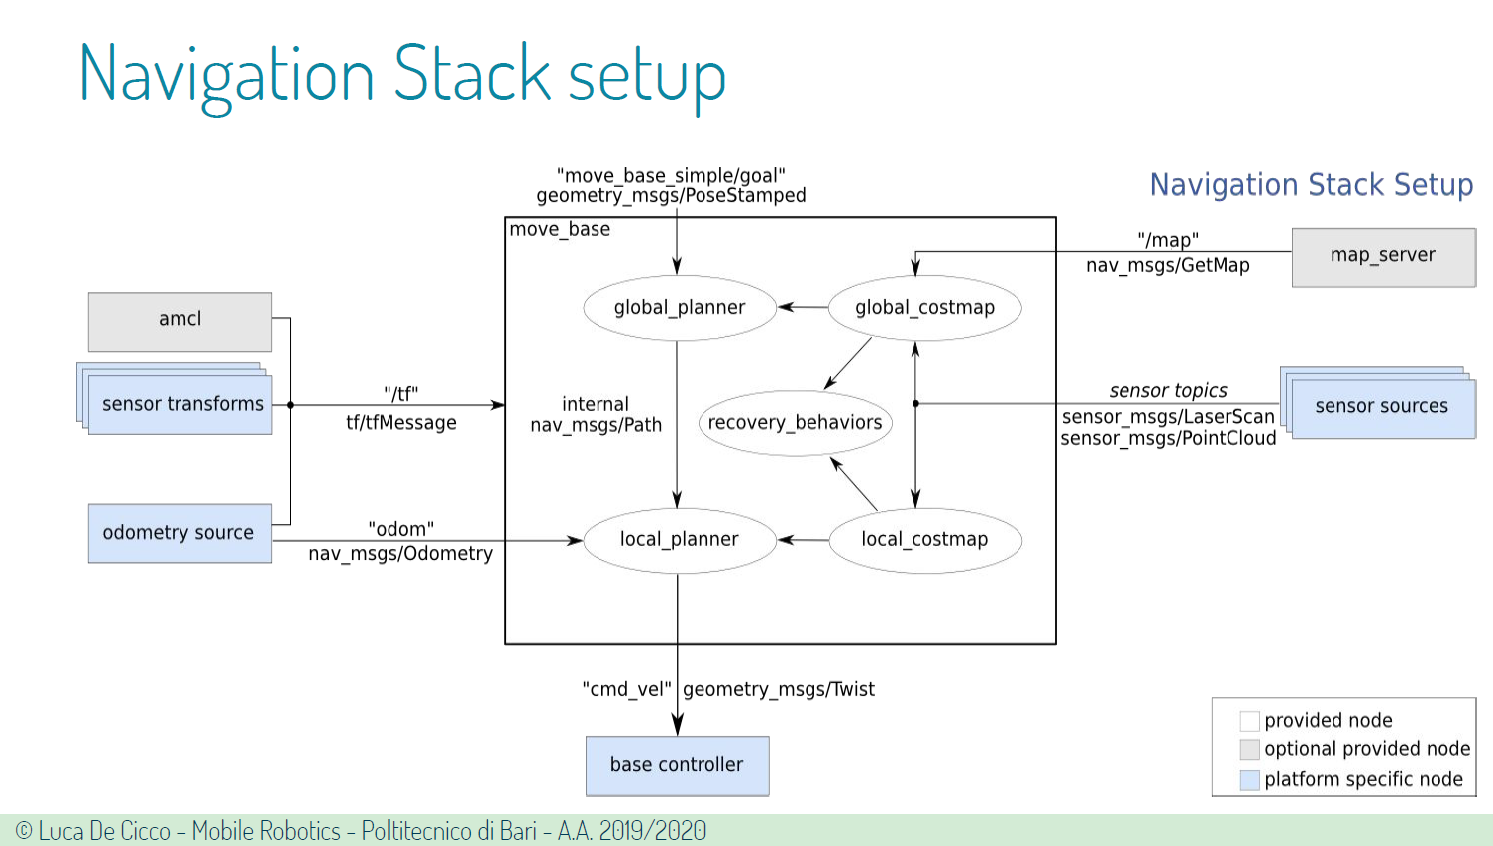 Navigation Stack setup
"move_base_simple/goal"
geometry_msgs/PoseStamped
Navigation Stack Setup
move_base
"/map"
nav_msgs/GetMap
map_server
global_planner
global_costmap
amcl
sensor transforms
"/tf"
tf/tfMessage
internal
nav_msgs/Path
recovery_behaviors
sensor topics
sensor_msgs/LaserScan
sensor_msgs/PointCloud
sensor sources
odometry source
"odom"
nav_msgs/Odometry
local_planner
local_costmap
"cmd_vel" geometry_msgs/Twist
base controller
provided node
optional provided node
platform specific node
© Luca De Cicco - Mobile Robotics - Poltitecnico di Bari - A.A. 2019/2020